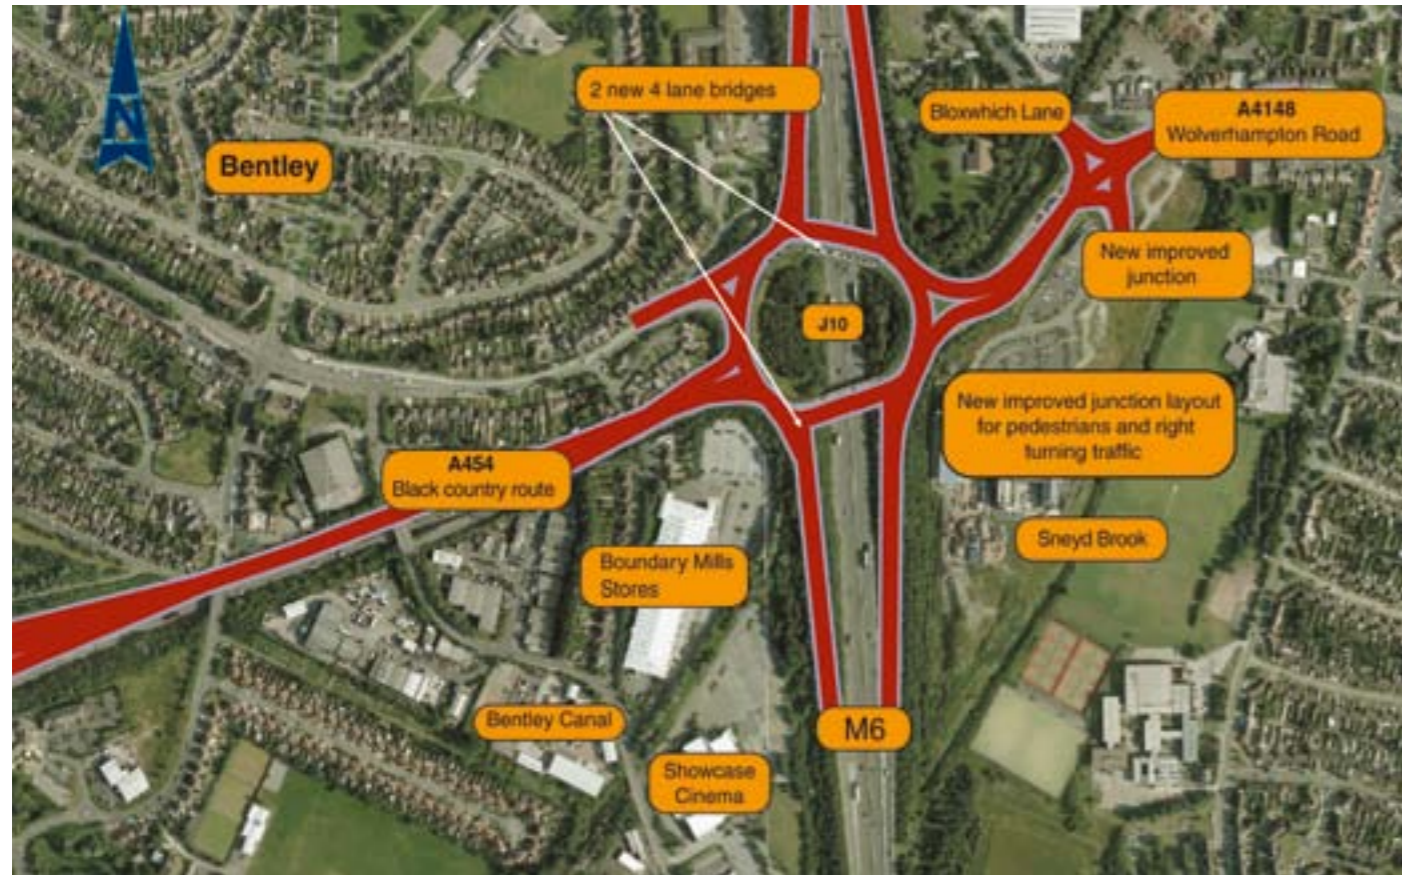 2 new 4 lane bridges
Bloxwhich Lane
A4148
Wolverhampton Road
N
Bentley
New improved
junction
J10
New improved junction layout
for pedestrians and right
turning traffic
A454
Black country route
Sneyd Brook
Boundary Mills
Stores
Bentley Canal
M6
Showcase
Cinema